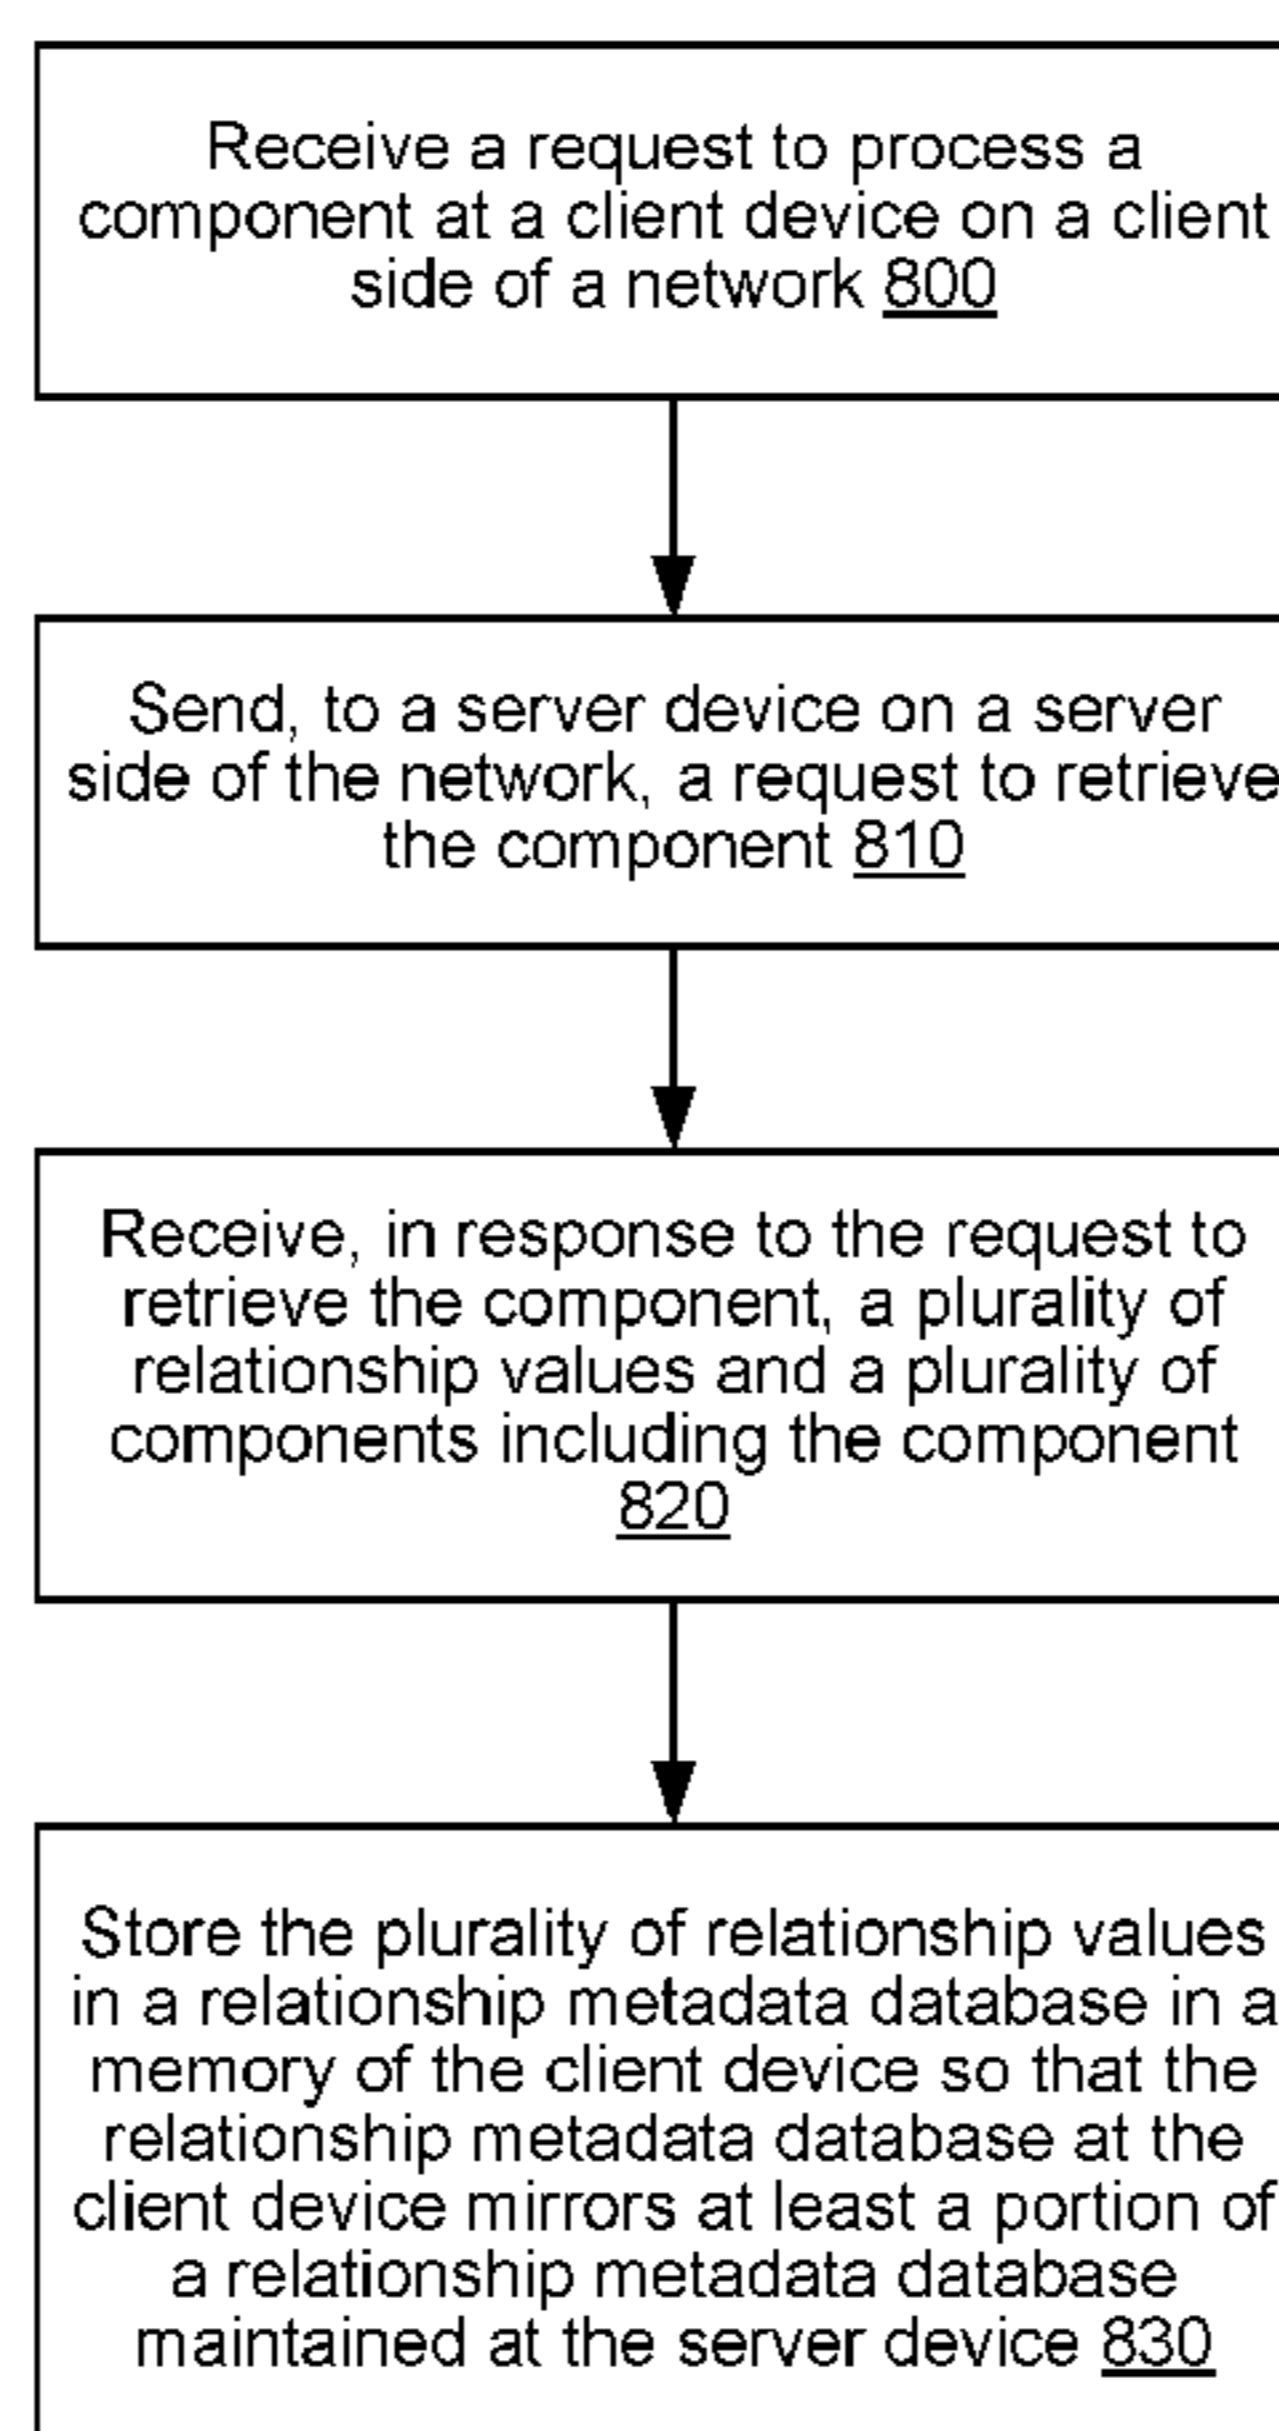 Receive a request to process a
component at a client device on a client
side of a network 800
Send, to a server device on a server
side of the network, a request to retrieve
the component 810
Receive, in response to the request to
retrieve the component, a plurality of
relationship values and a plurality of
components including the component
820
Store the plurality of relationship values
in a relationship metadata database in a
memory of the client device so that the
relationship metadata database at the
client device mirrors at least a portion of
a relationship metadata database
maintained at the server device 830